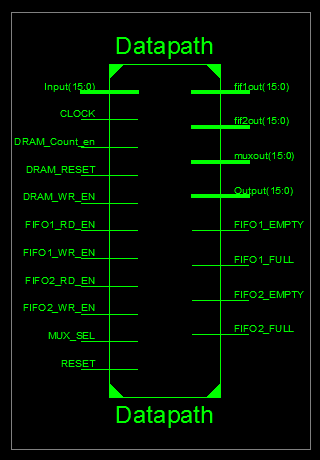 Datapath
Input(15:0)
CLOCK
DRAM_Count_en
DRAM_RESET
DRAM_WR_EN
FIFO1_RD_EN
FIFO1_WR_EN
FIFO2_RD_EN
FIFO2_WR_EN
MUX_SEL
RESET
fif1out(15:0)
fif2out(15:0)
muxout(15:0)
Output(15:0)
FIFO1_EMPTY
FIFO1_FULL
FIFO2_EMPTY
FIFO2_FULL
Datapath